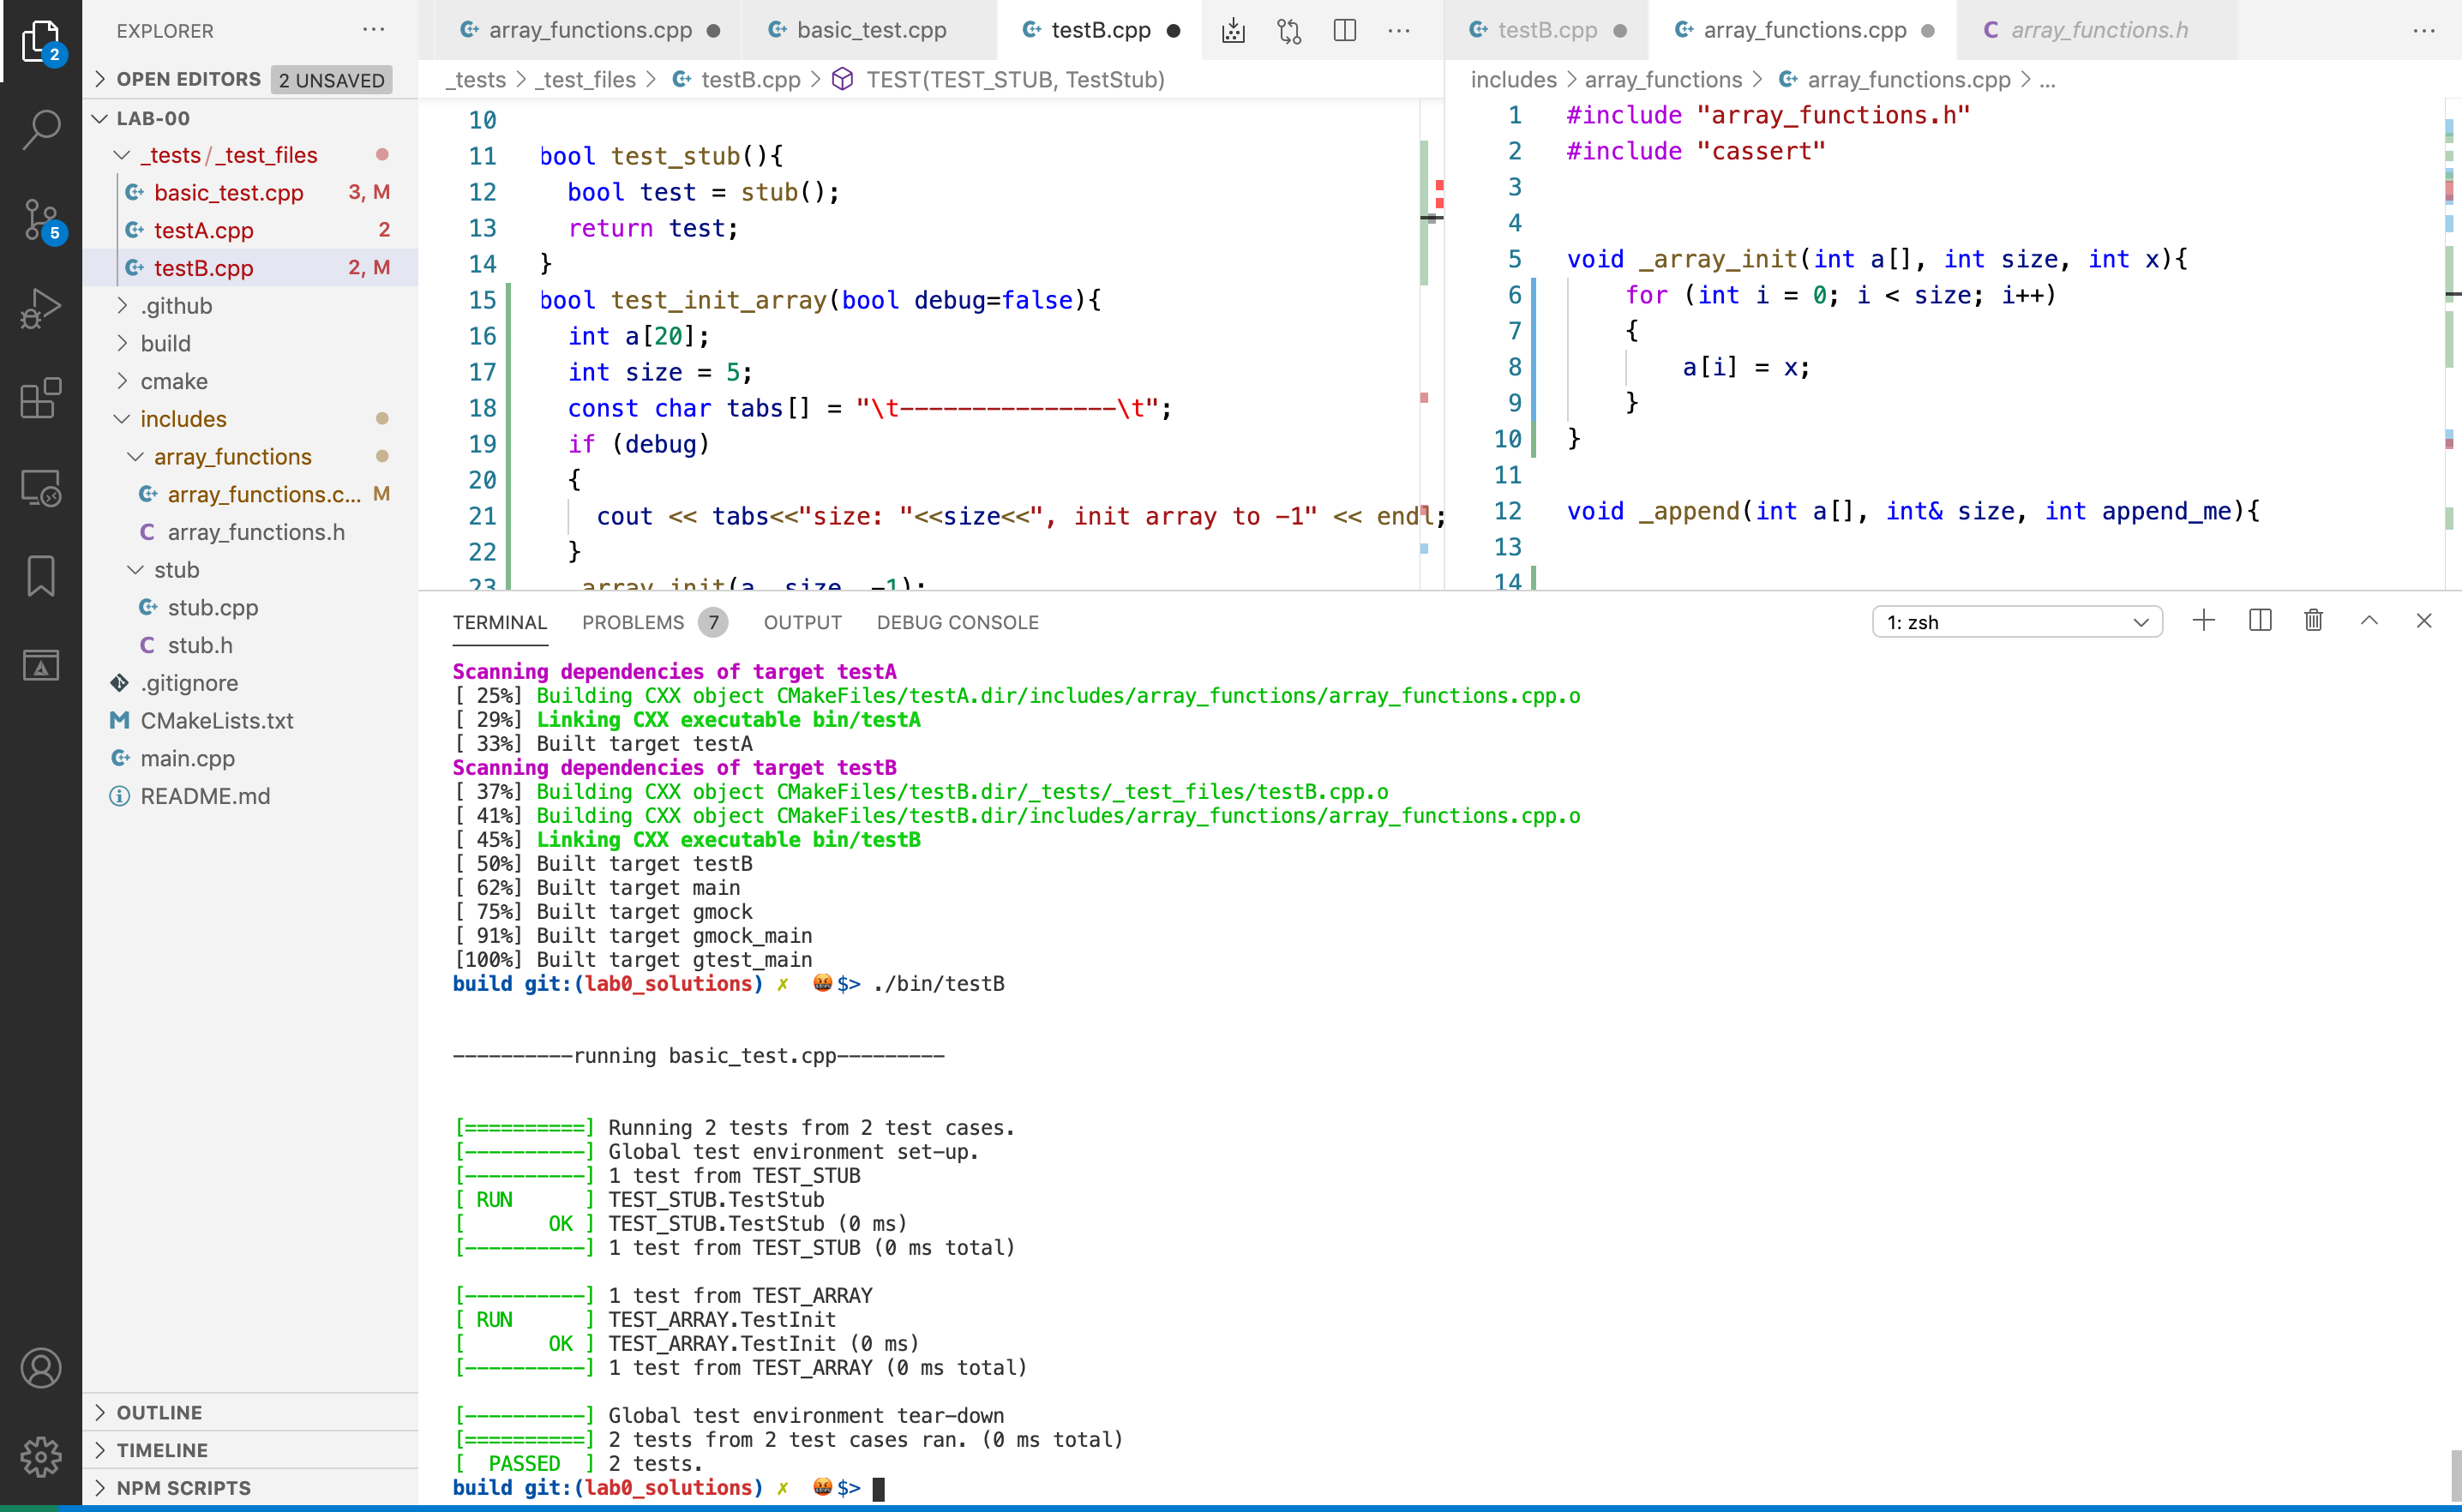 EXPLORER
OPEN EDITORS 2 UNSAVED
LAB-00
_tests/_test_files
basic_test.cpp 3, M
testA.cpp 2
testB.cpp 2, M
.github
build
cmake
includes
array_functions
array_functions.c... M
array_functions.h
stub
stub.cpp
stub.h
.gitignore
CMakeLists.txt
main.cpp
README.md
OUTLINE
TIMELINE
NPM SCRIPTS
2
5
array_functions.cpp
basic_test.cpp
testB.cpp
_tests > _test_files > testB.cpp > TEST(TEST_STUB, TestStub)
10
11 bool test_stub(){
12 bool test = stub();
13 return test;
14 }
15 bool test_init_array(bool debug=false){
16 int a[20];
17 int size = 5;
18 const char tabs[] = "\t---------------\t";
19 if (debug)
20 {
21 cout << tabs<<"size: "<<size<<", init array to -1" << endl;
22 }
23 _array_init(a, size, -1);
testB.cpp
array_functions.cpp
array_functions.h
includes > array_functions > array_functions.cpp > ...
1 #include "array_functions.h"
2 #include "cassert"
3
4
5 void _array_init(int a[], int size, int x){
6 for (int i = 0; i < size; i++)
7 {
8 a[i] = x;
9 }
10 }
11
12 void _append(int a[], int& size, int append_me){
13
14
TERMINAL PROBLEMS 7 OUTPUT DEBUG CONSOLE
1: zsh
Scanning dependencies of target testA
[ 25%] Building CXX object CMakeFiles/testA.dir/includes/array_functions/array_functions.cpp.o
[ 29%] Linking CXX executable bin/testA
[ 33%] Built target testA
Scanning dependencies of target testB
[ 37%] Building CXX object CMakeFiles/testB.dir/_tests/_test_files/testB.cpp.o
[ 41%] Building CXX object CMakeFiles/testB.dir/includes/array_functions/array_functions.cpp.o
[ 45%] Linking CXX executable bin/testB
[ 50%] Built target testB
[ 62%] Built target main
[ 75%] Built target gmock
[ 91%] Built target gmock_main
[100%] Built target gtest_main
build git:(lab0_solutions) ✗ 🤬$> ./bin/testB
----------running basic_test.cpp---------
[==========] Running 2 tests from 2 test cases.
[----------] Global test environment set-up.
[----------] 1 test from TEST_STUB
[ RUN      ] TEST_STUB.TestStub
[       OK ] TEST_STUB.TestStub (0 ms)
[----------] 1 test from TEST_STUB (0 ms total)
[----------] 1 test from TEST_ARRAY
[ RUN      ] TEST_ARRAY.TestInit
[       OK ] TEST_ARRAY.TestInit (0 ms)
[----------] 1 test from TEST_ARRAY (0 ms total)
[----------] Global test environment tear-down
[==========] 2 tests from 2 test cases ran. (0 ms total)
[  PASSED  ] 2 tests.
build git:(lab0_solutions) ✗ 🤬$>